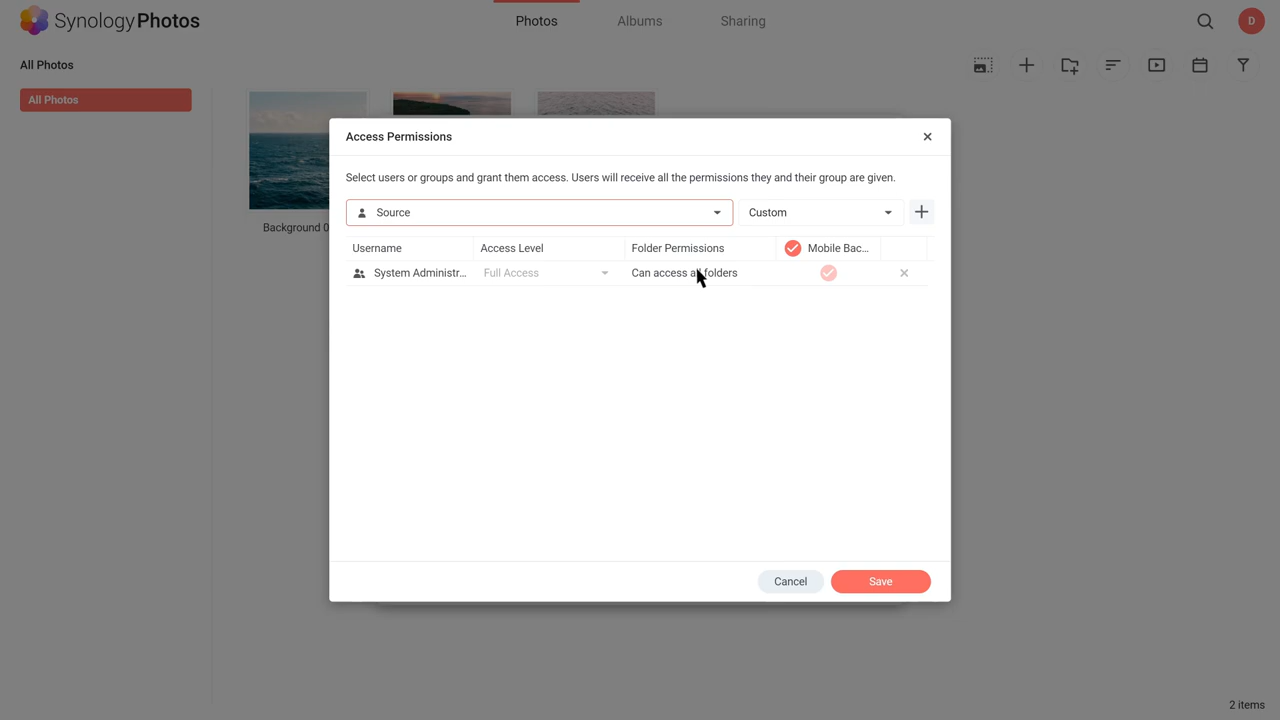 SynologyPhotos
Photos
Albums
Sharing
D
All Photos
All Photos
Background 0
Access Permissions
Select users or groups and grant them access. Users will receive all the permissions they and their group are given.
Source
Custom
Username
Access Level
Folder Permissions
Mobile Bac...
System Administr...
Full Access
Can access all folders
Cancel
Save
2 items